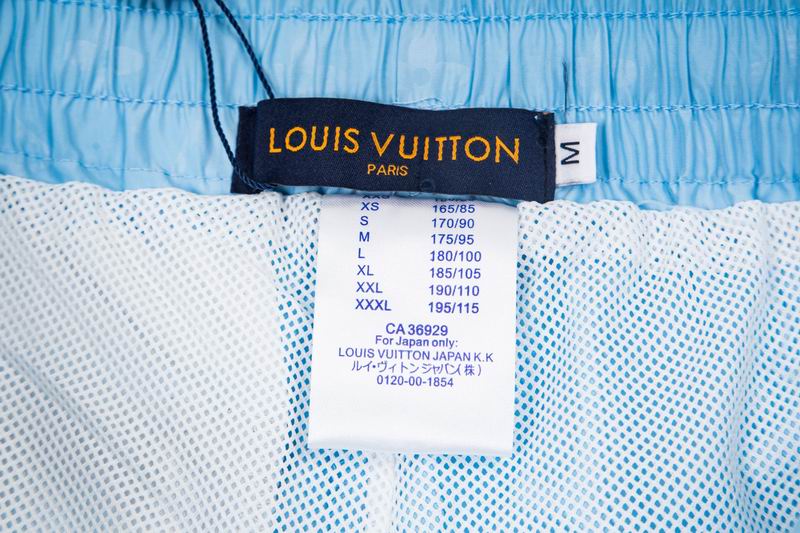 LOUIS VUITTON
PARIS
M
XS 165/85
S 170/90
M 175/95
L 180/100
XL 185/105
XXL 190/110
XXXL 195/115
CA 36929
For Japan only:
LOUIS VUITTON JAPAN K.K
ルイ・ヴィトンジャパン(株)
0120-00-1854